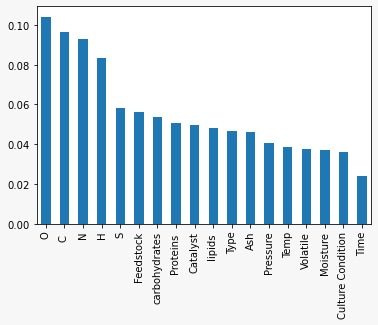 0.10
0.08
0.06
0.04
0.02
0.00
O
C
N
H
S
Feedstock
carbohydrates
Proteins
Catalyst
lipids
Type
Ash
Pressure
Temp
Volatile
Moisture
Culture Condition
Time